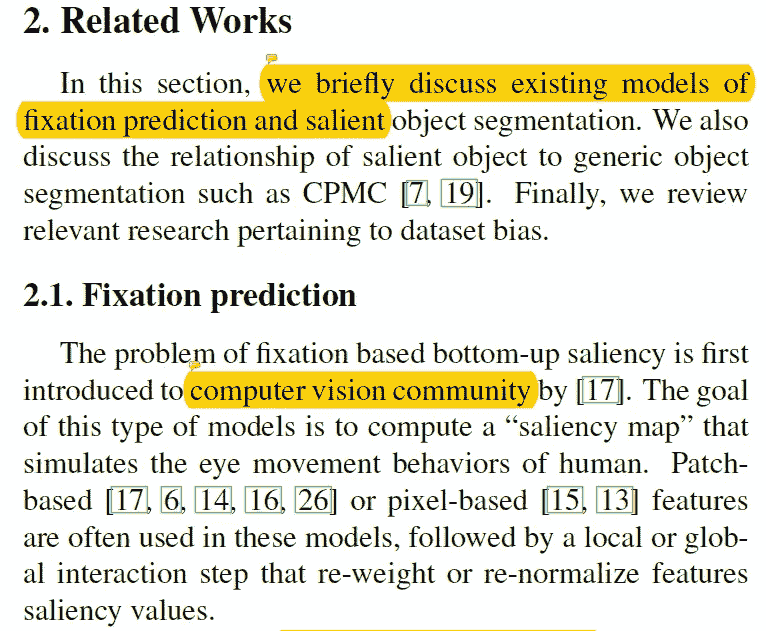 2. Related Works
In this section, we briefly discuss existing models of
fixation prediction and salient object segmentation. We also
discuss the relationship of salient object to generic object
segmentation such as CPMC [7, 19]. Finally, we review
relevant research pertaining to dataset bias.
2.1. Fixation prediction
The problem of fixation based bottom-up saliency is first
introduced to computer vision community by [17]. The goal
of this type of models is to compute a “saliency map” that
simulates the eye movement behaviors of human. Patch-
based [17, 6, 14, 16, 26] or pixel-based [15, 13] features
are often used in these models, followed by a local or glob-
al interaction step that re-weight or re-normalize features
saliency values.